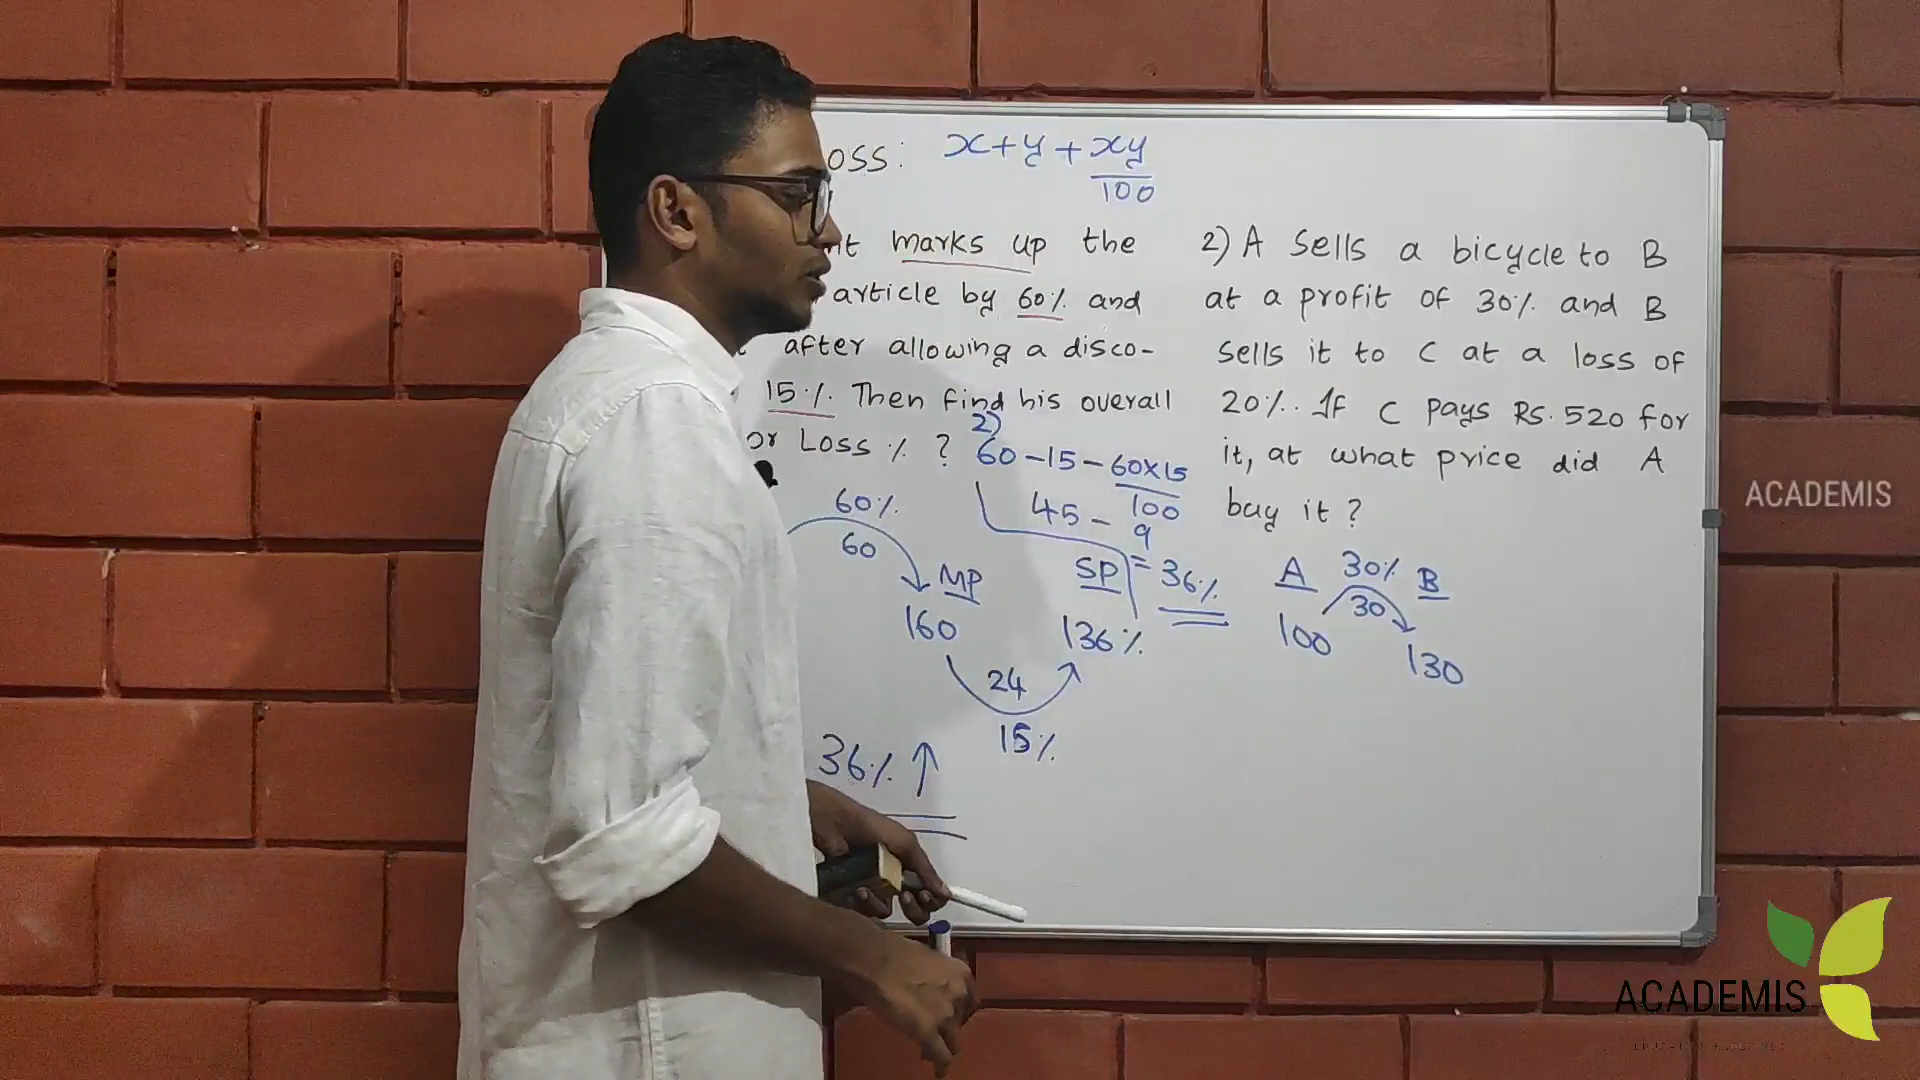 oss: x+y+xy/100
marks up the
article by 60% and
after allowing a disco-
15%. Then find his overall
or Loss % ?
2)
60-15-60x15/100
45-9
=36%
60%
60
MP
160
SP
136%
24
15%
36% ↑
2) A sells a bicycle to B
at a profit of 30% and B
sells it to C at a loss of
20%. If C pays Rs. 520 for
it, at what price did A
buy it?
A 30% B
30
100
130
ACADEMIS
ACADEMIS